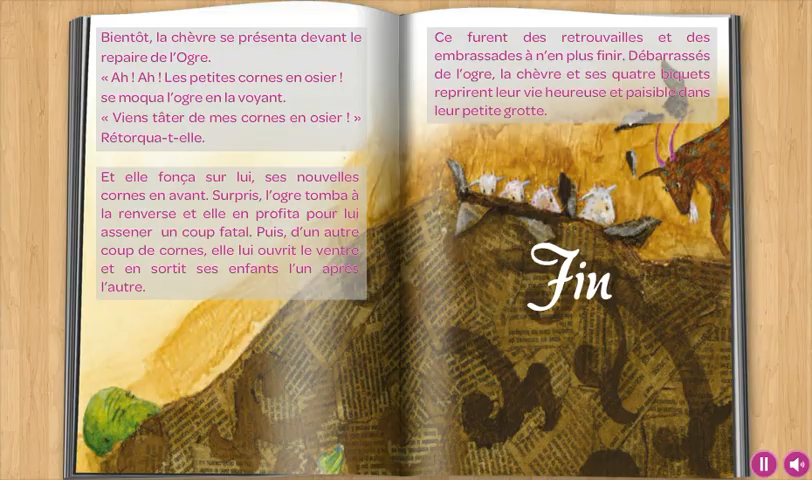 Bientôt, la chèvre se présenta devant le
repaire de l'Ogre.
« Ah ! Ah ! Les petites cornes en osier !
se moqua l'ogre en la voyant.
« Viens tâter de mes cornes en osier ! »
Rétorqua-t-elle.
Et elle fonça sur lui, ses nouvelles
cornes en avant. Surpris, l'ogre tomba à
la renverse et elle en profita pour lui
assener un coup fatal. Puis, d'un autre
coup de cornes, elle lui ouvrit le ventre
et en sortit ses enfants l'un après
l'autre.
Ce furent des retrouvailles et des
embrassades à n'en plus finir. Débarrassés
de l'ogre, la chèvre et ses quatre biquets
reprirent leur vie heureuse et paisible dans
leur petite grotte.
Fin